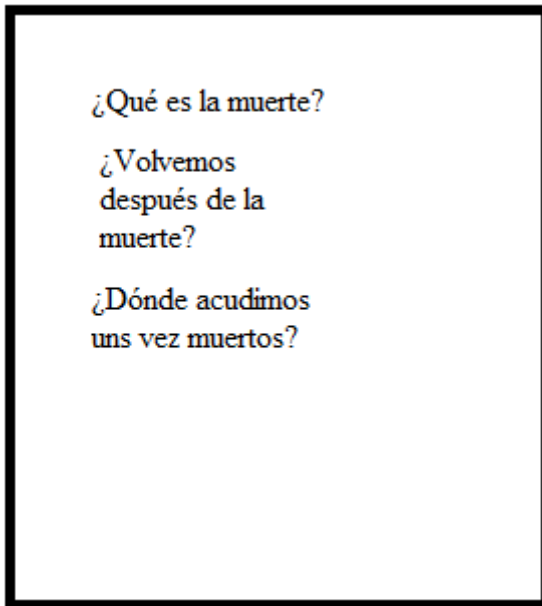 ¿Qué es la muerte?
¿Volvemos
después de la
muerte?
¿Dónde acudimos
uns vez muertos?